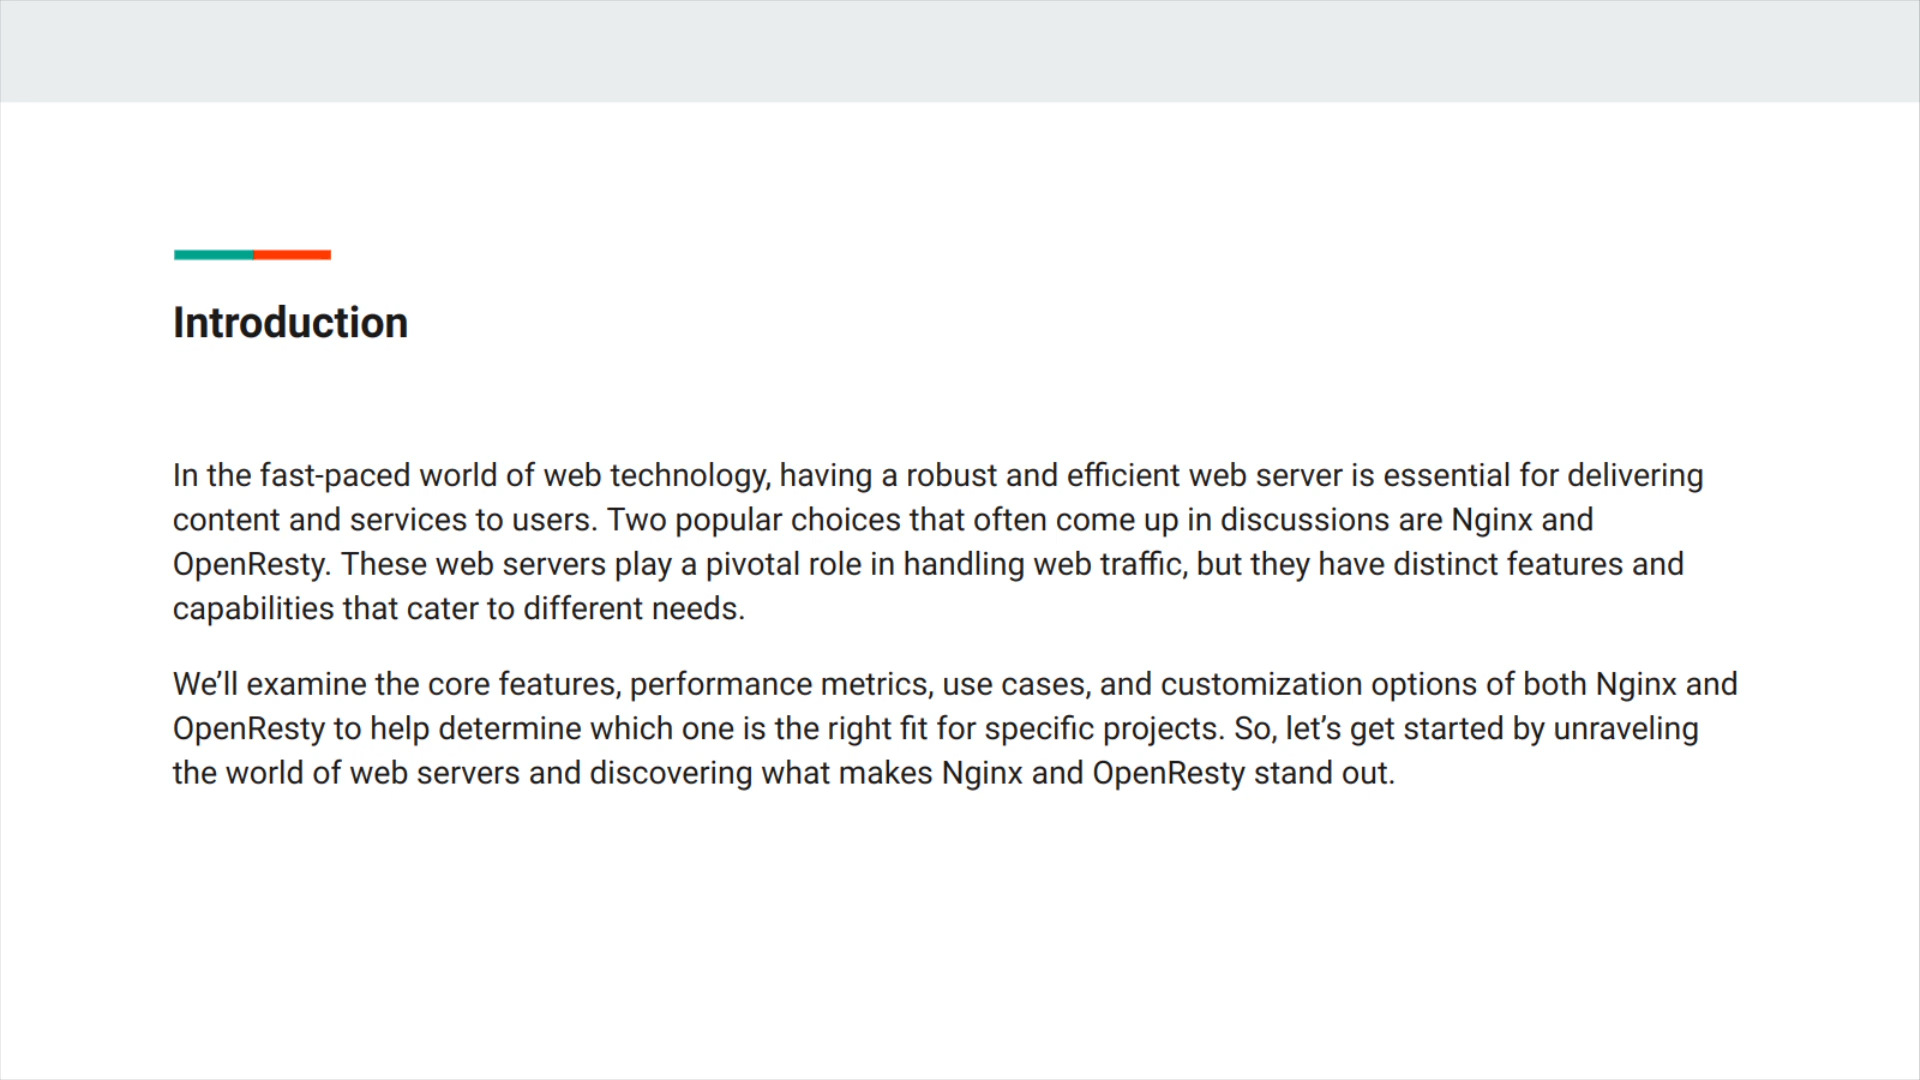 Introduction
In the fast-paced world of web technology, having a robust and efficient web server is essential for delivering
content and services to users. Two popular choices that often come up in discussions are Nginx and
OpenResty. These web servers play a pivotal role in handling web traffic, but they have distinct features and
capabilities that cater to different needs.
We’ll examine the core features, performance metrics, use cases, and customization options of both Nginx and
OpenResty to help determine which one is the right fit for specific projects. So, let’s get started by unraveling
the world of web servers and discovering what makes Nginx and OpenResty stand out.